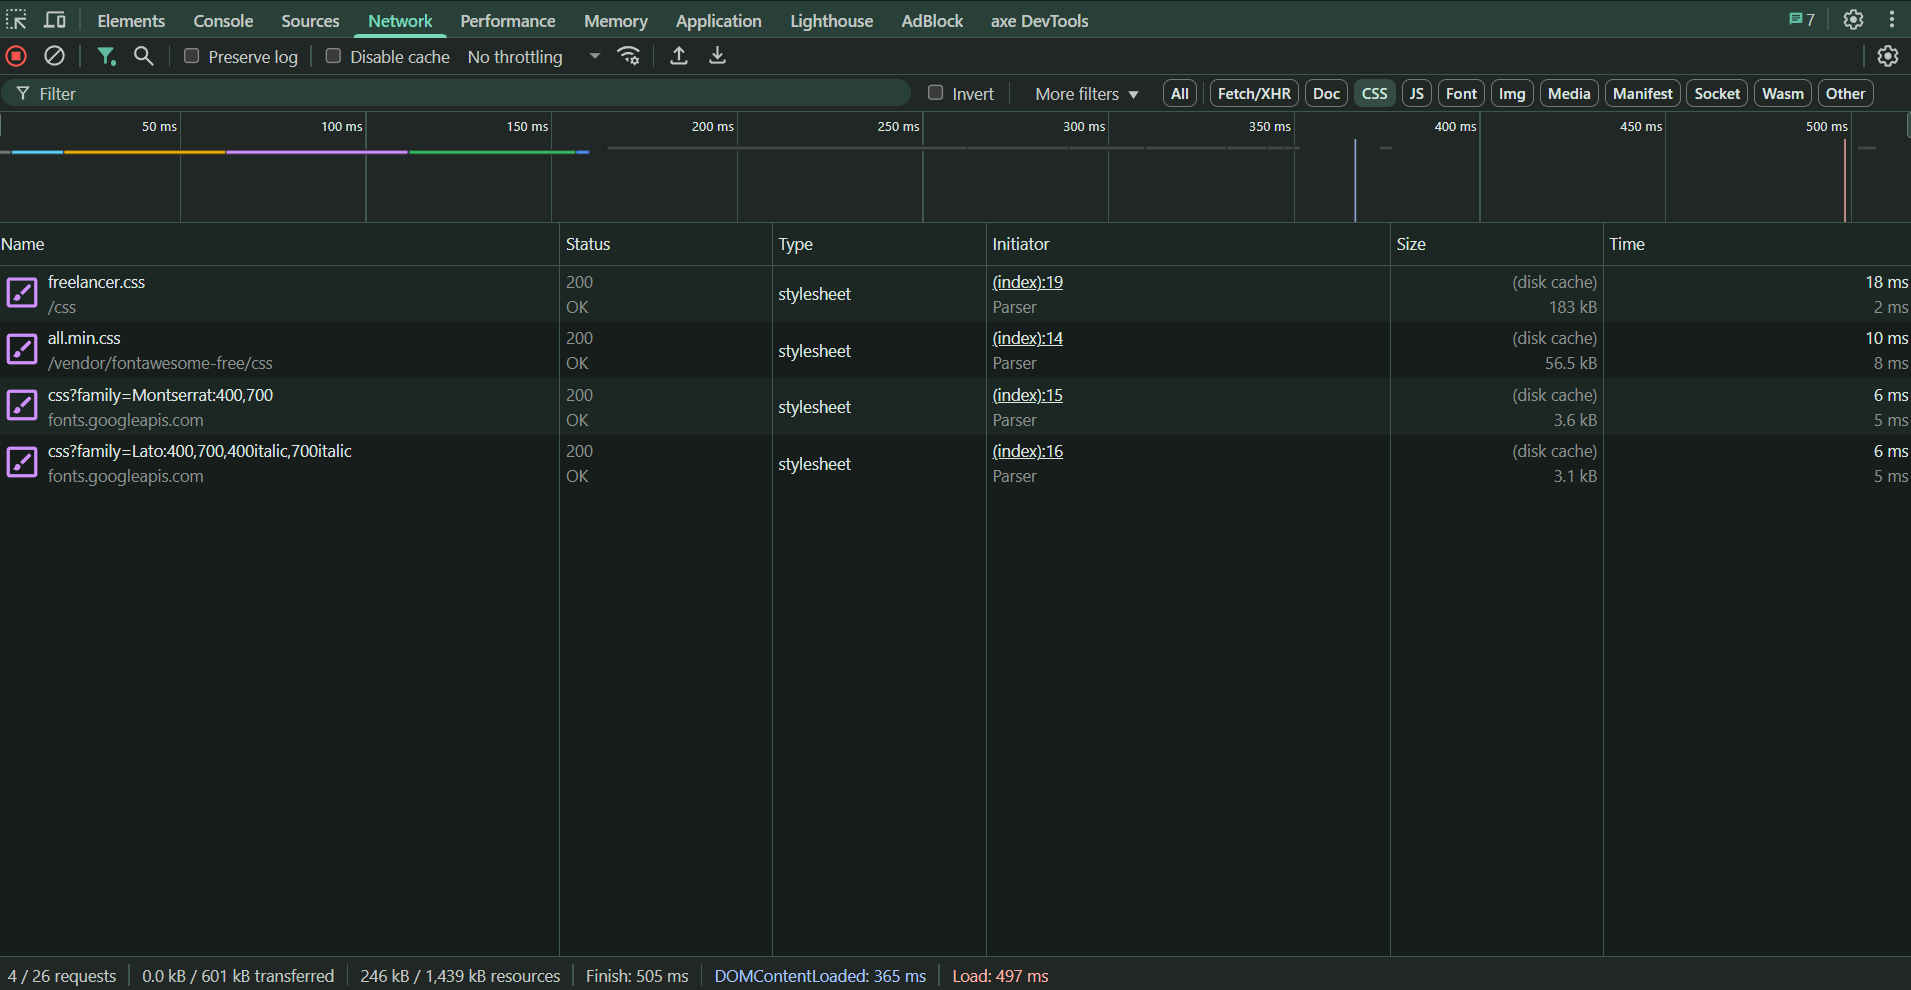 Elements Console Sources Network Performance Memory Application Lighthouse AdBlock axe DevTools 7
Preserve log Disable cache No throttling
Filter Invert More filters All Fetch/XHR Doc CSS JS Font Img Media Manifest Socket Wasm Other
50 ms 100 ms 150 ms 200 ms 250 ms 300 ms 350 ms 400 ms 450 ms 500 ms
Name Status Type Initiator Size Time
freelancer.css 200 stylesheet (index):19 (disk cache) 18 ms
/css OK Parser 183 kB 2 ms
all.min.css 200 stylesheet (index):14 (disk cache) 10 ms
/vendor/fontawesome-free/css OK Parser 56.5 kB 8 ms
css?family=Montserrat:400,700 200 stylesheet (index):15 (disk cache) 6 ms
fonts.googleapis.com OK Parser 3.6 kB 5 ms
css?family=Lato:400,700,400italic,700italic 200 stylesheet (index):16 (disk cache) 6 ms
fonts.googleapis.com OK Parser 3.1 kB 5 ms
4 / 26 requests 0.0 kB / 601 kB transferred 246 kB / 1,439 kB resources Finish: 505 ms DOMContentLoaded: 365 ms Load: 497 ms